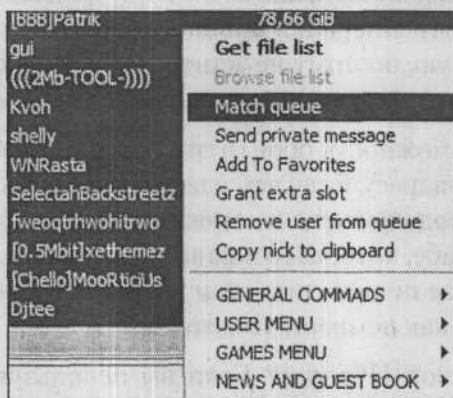 [BBB]Patrik 78,66 GiB
gui
(((2Mb-TOOL-))))
Kvoh
shelly
WNRasta
SelectahBackstreetz
fweoqtrhwohitrwo
[0.5Mbit]xethemez
[Chello]MooRticiUs
Djtee
Get file list
Browse file list
Match queue
Send private message
Add To Favorites
Grant extra slot
Remove user from queue
Copy nick to clipboard
GENERAL COMMADS
USER MENU
GAMES MENU
NEWS AND GUEST BOOK